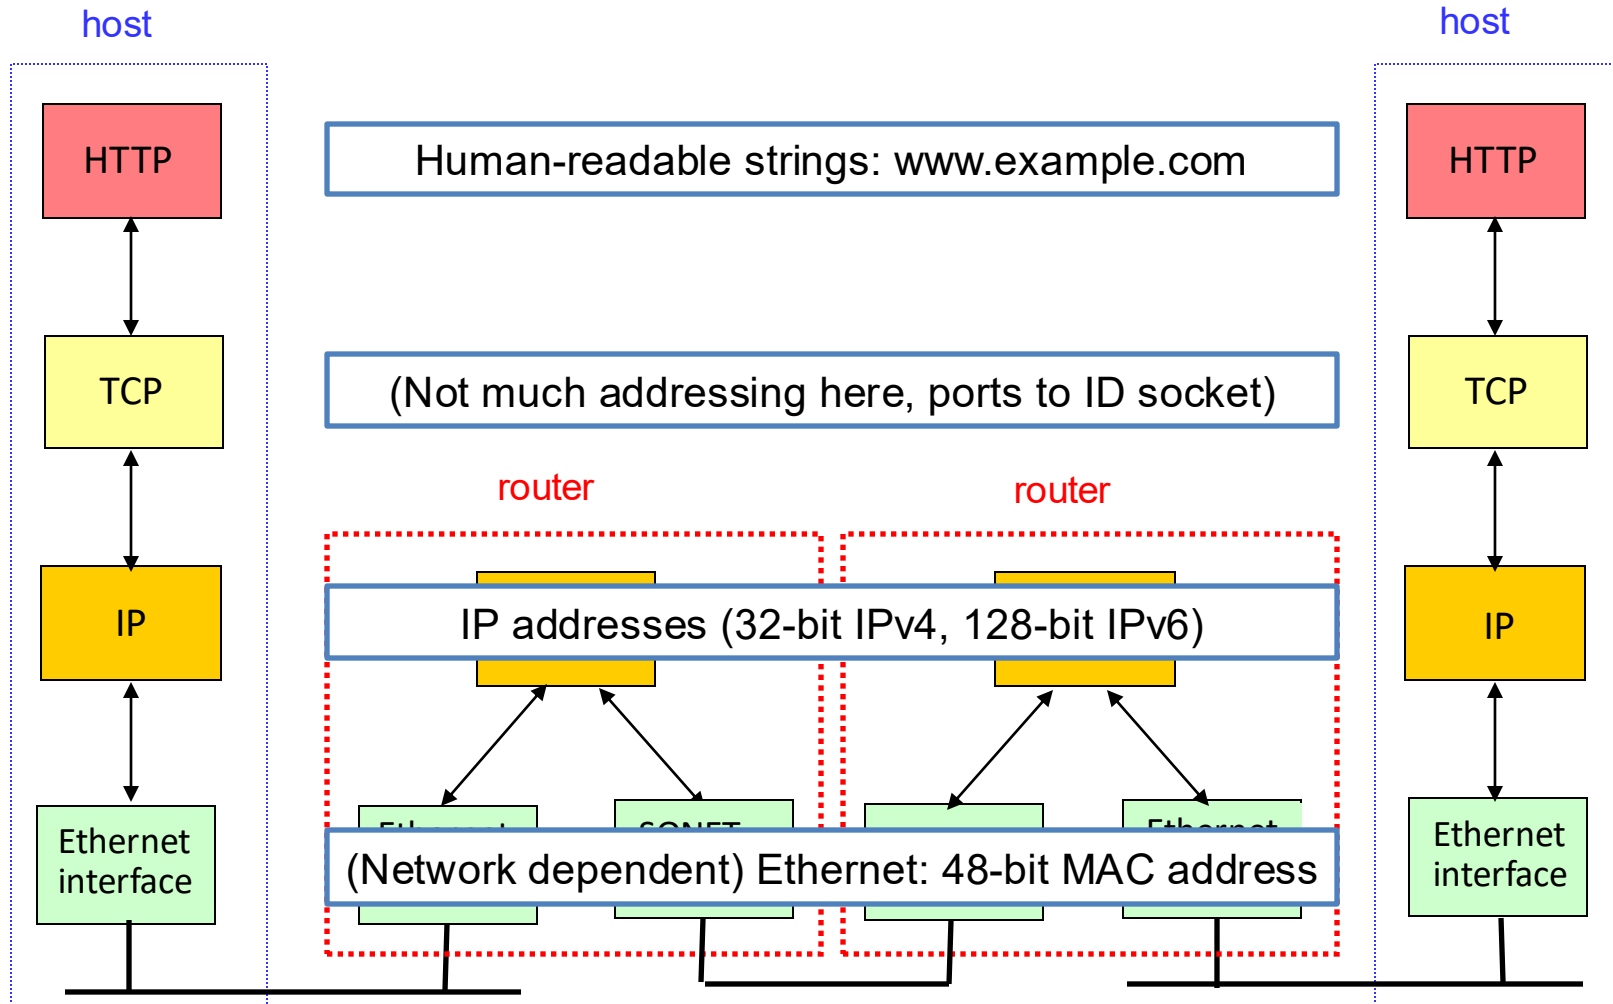 host
host
HTTP
Human-readable strings: www.example.com
HTTP
TCP
(Not much addressing here, ports to ID socket)
TCP
router
router
IP
IP addresses (32-bit IPv4, 128-bit IPv6)
IP
Ethernet
interface
(Network dependent) Ethernet: 48-bit MAC address
Ethernet
interface